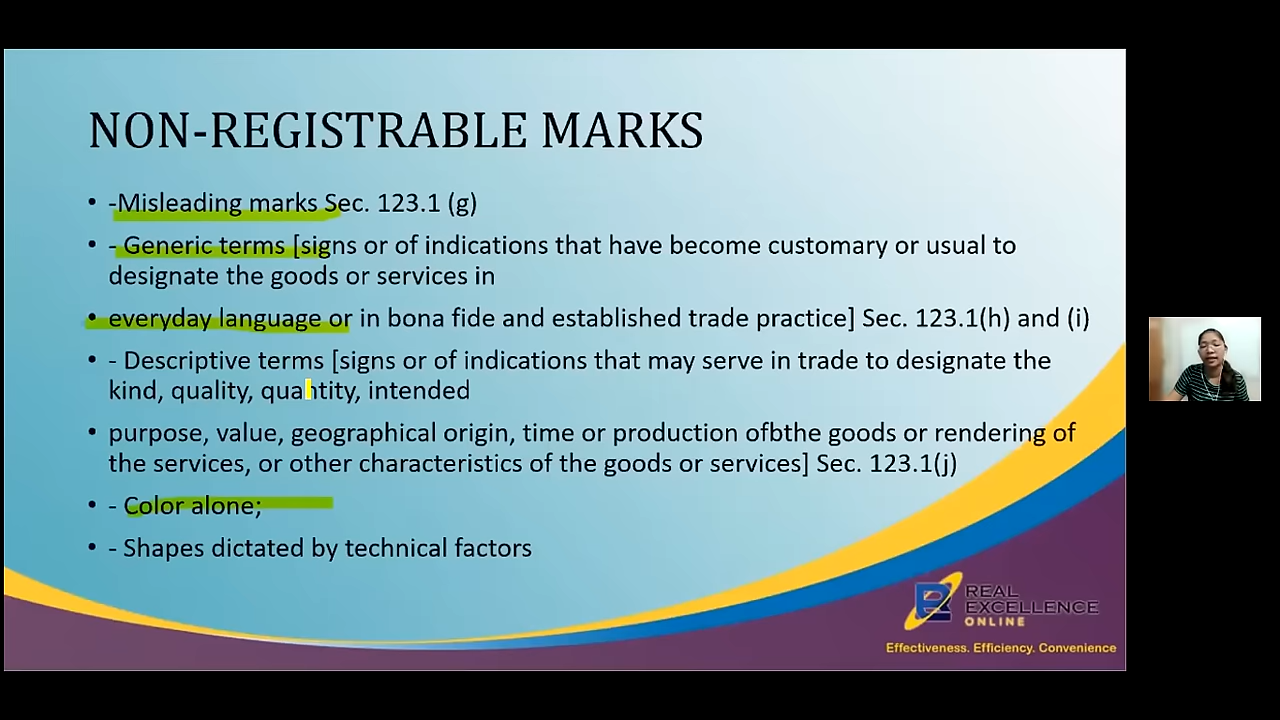 NON-REGISTRABLE MARKS
• -Misleading marks Sec. 123.1 (g)
• - Generic terms [signs or of indications that have become customary or usual to
designate the goods or services in
• everyday language or in bona fide and established trade practice] Sec. 123.1(h) and (i)
• - Descriptive terms [signs or of indications that may serve in trade to designate the
kind, quality, quantity, intended
• purpose, value, geographical origin, time or production ofbthe goods or rendering of
the services, or other characteristics of the goods or services] Sec. 123.1(j)
• - Color alone;
• - Shapes dictated by technical factors
REAL
EXCELLENCE
ONLINE
Effectiveness. Efficiency. Convenience